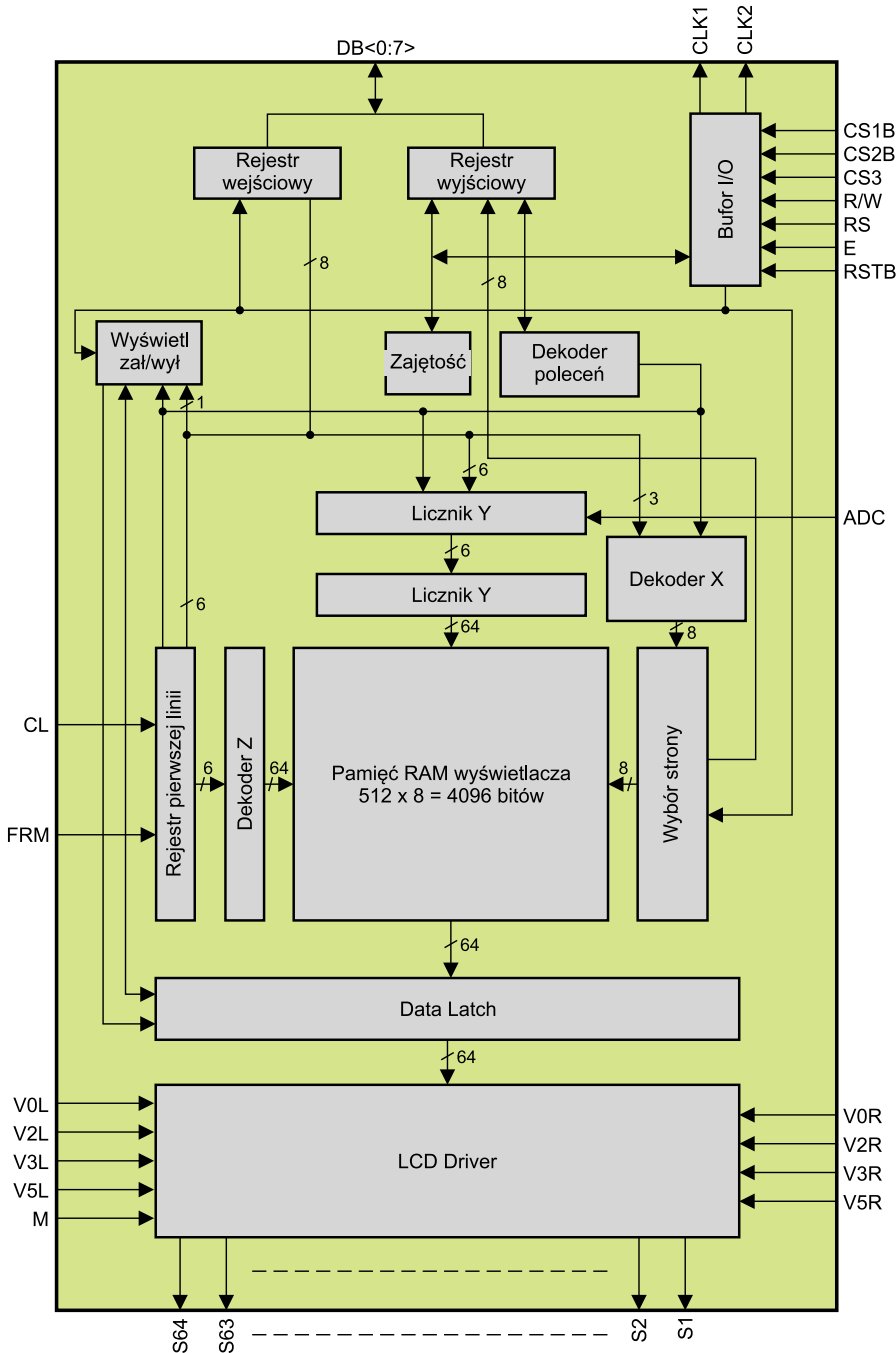 DB<0:7>
CLK1
CLK2
Rejestr
wejściowy
Rejestr
wyjściowy
Bufor I/O
CS1B
CS2B
CS3
R/W
RS
E
RSTB
8
8
Wyświetl
zał/wył
Zajętość
Dekoder
poleceń
1
6
3
Licznik Y
ADC
6
Dekoder X
Licznik Y
6
64
8
CL
FRM
Rejestr pierwszej linii
6
Dekoder Z
64
Pamięć RAM wyświetlacza
512 x 8 = 4096 bitów
8
Wybór strony
64
Data Latch
64
V0L
V2L
V3L
V5L
M
LCD Driver
V0R
V2R
V3R
V5R
S64
S63
S2
S1